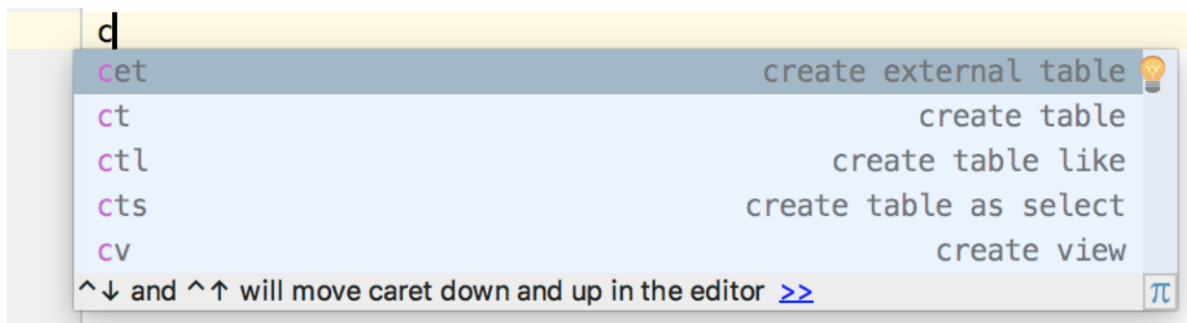 c
cet create external table
ct create table
ctl create table like
cts create table as select
cv create view
^↓ and ^↑ will move caret down and up in the editor >>
π